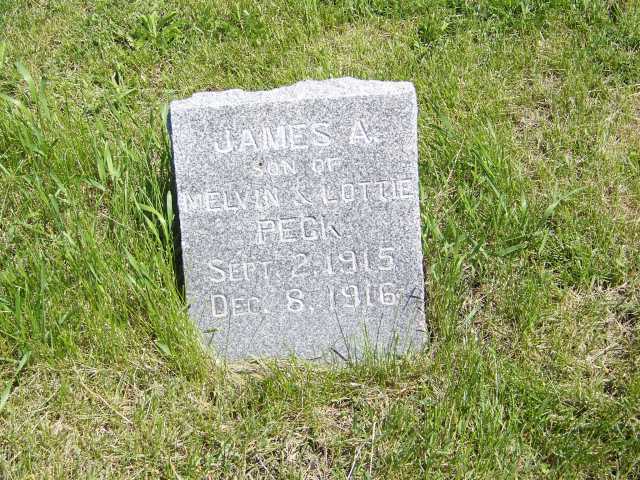 JAMES A.
SON OF
MELVIN & LOTTIE
PECK
SEPT. 2, 1915
DEC. 8, 1916